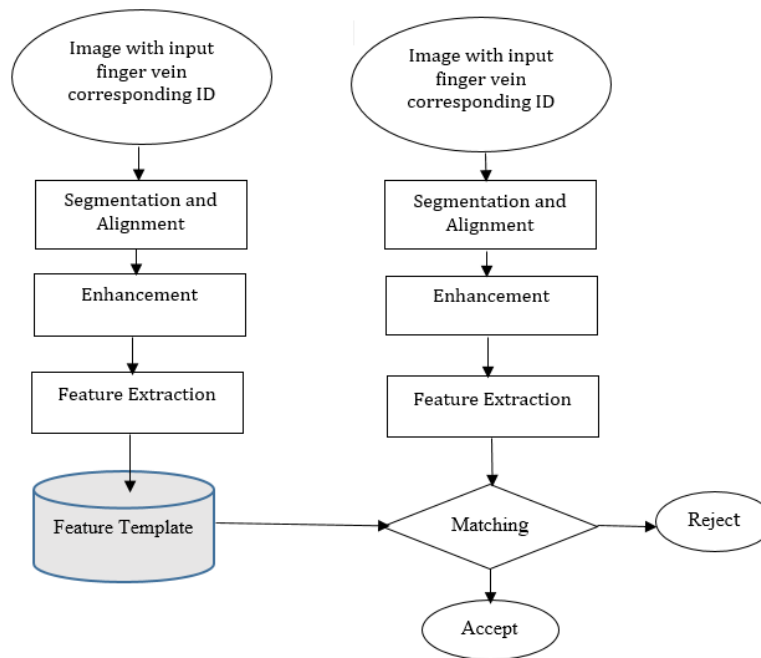 Image with input
finger vein
corresponding ID
Segmentation and
Alignment
Enhancement
Feature Extraction
Feature Template
Image with input
finger vein
corresponding ID
Segmentation and
Alignment
Enhancement
Feature Extraction
Matching
Reject
Accept